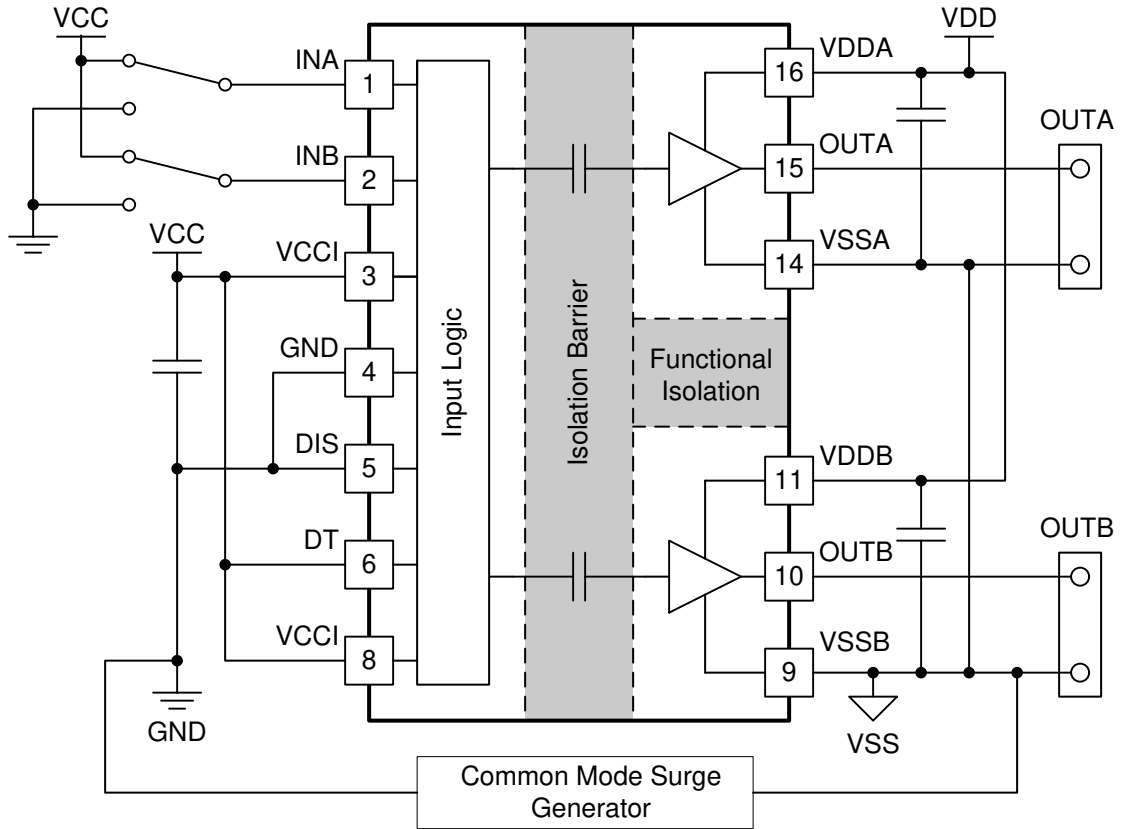 VCC
INA
1
INB
2
VCC
VCCI
3
GND
4
DIS
5
DT
6
VCCI
8
GND
Input Logic
Isolation Barrier
Functional
Isolation
16
VDDA
VDD
15
OUTA
OUTA
14
VSSA
11
VDDB
10
OUTB
OUTB
9
VSSB
VSS
Common Mode Surge
Generator